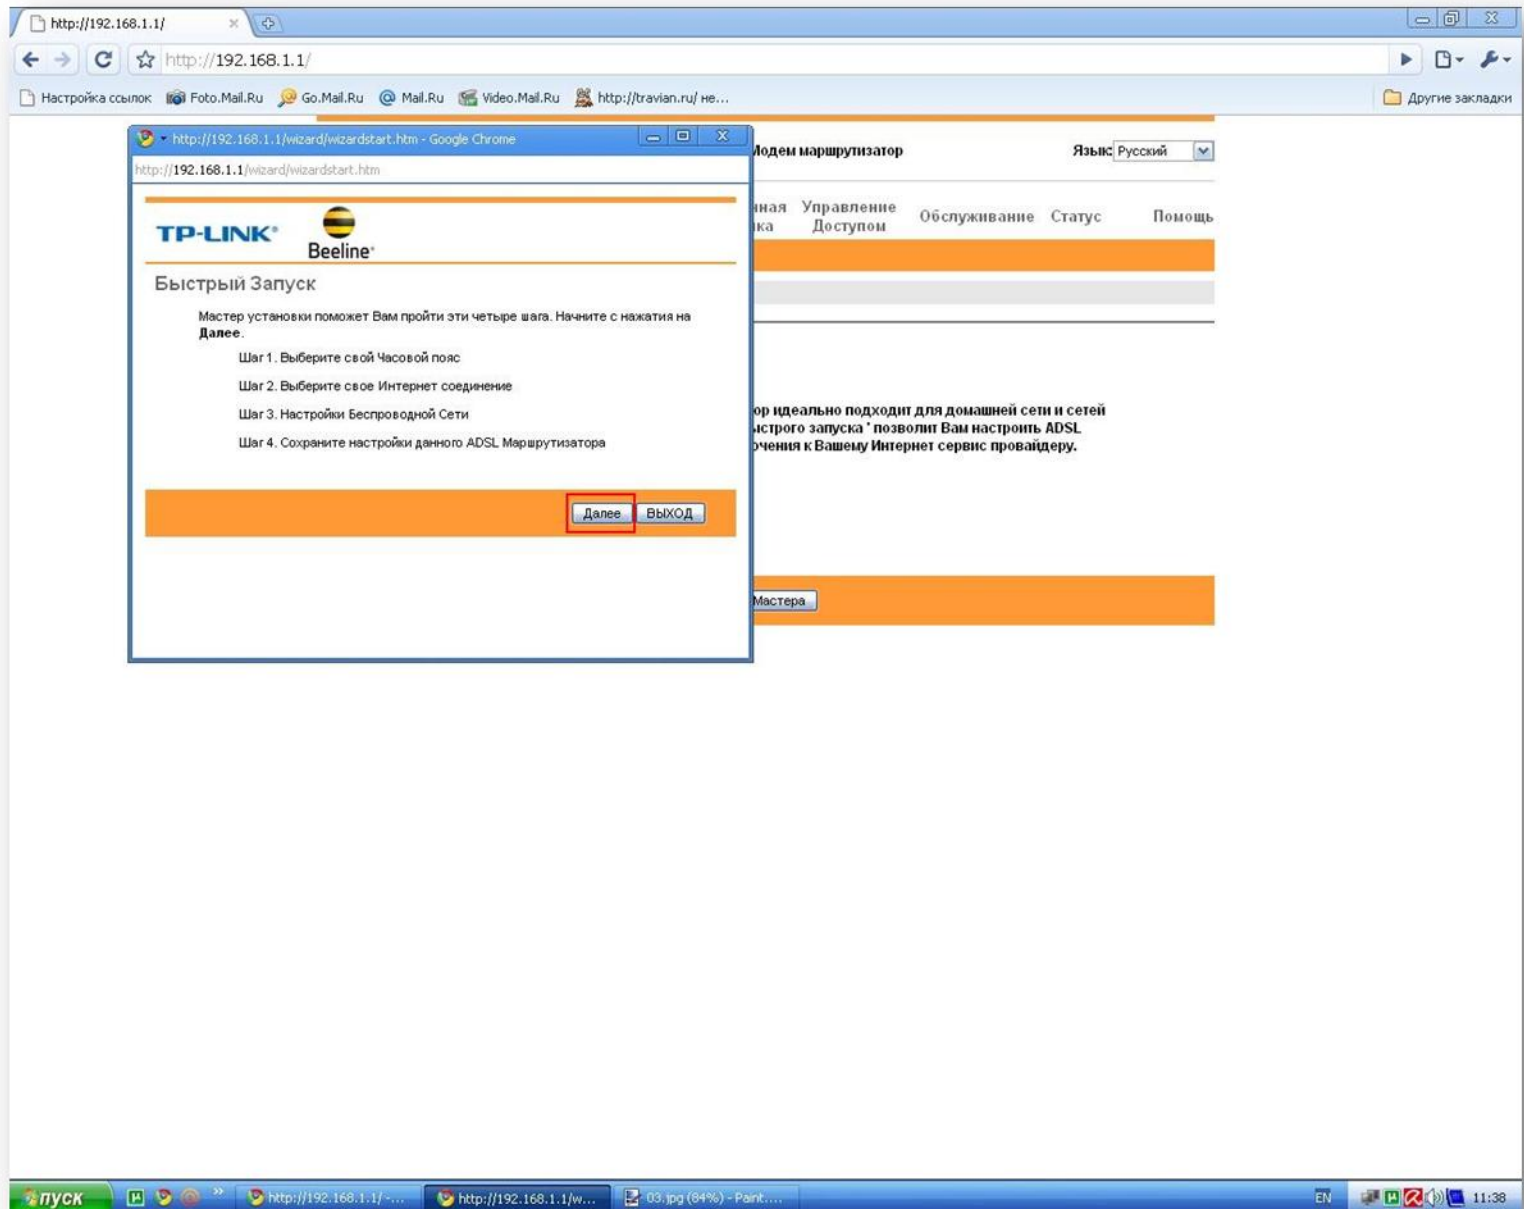 http://192.168.1.1/
http://192.168.1.1/
Настройка ссылок Foto.Mail.Ru Go.Mail.Ru Mail.Ru Video.Mail.Ru http://travian.ru/ не... Другие закладки
http://192.168.1.1/wizard/wizardstart.htm - Google Chrome
http://192.168.1.1/wizard/wizardstart.htm
TP-LINK®
Beeline
Быстрый Запуск
Мастер установки поможет Вам пройти эти четыре шага. Начните с нажатия на
Далее.
Шаг 1. Выберите свой Часовой пояс
Шаг 2. Выберите свое Интернет соединение
Шаг 3. Настройки Беспроводной Сети
Шаг 4. Сохраните настройки данного ADSL Маршрутизатора
Далее ВЫХОД
Модем маршрутизатор Язык: Русский
нная Управление Обслуживание Статус Помощь
ка Доступом
ор идеально подходит для домашней сети и сетей
ыстрого запуска ' позволит Вам настроить ADSL
очения к Вашему Интернет сервис провайдеру.
Мастера
пуск http://192.168.1.1/ -... http://192.168.1.1/w... 03.jpg (84%) - Paint.... EN 11:38